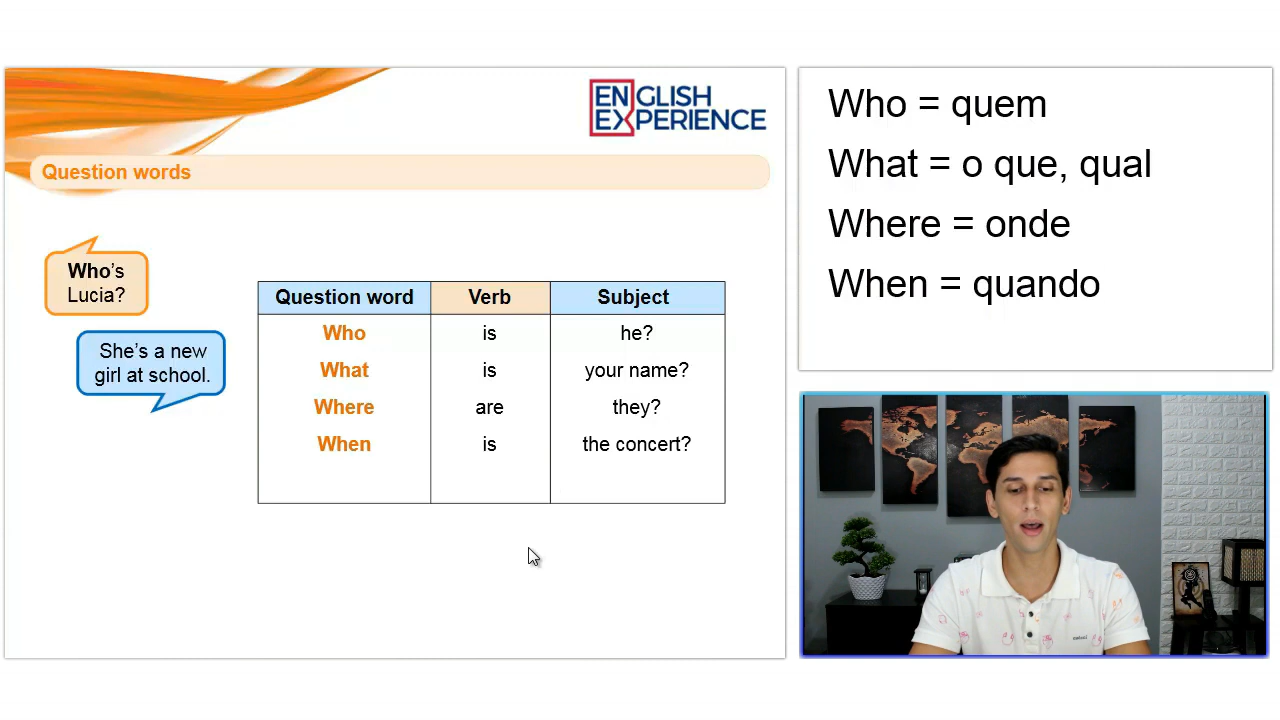 ENGLISH
EXPERIENCE
Question words
Who's
Lucia?
She's a new
girl at school.
Question word Verb Subject
Who is he?
What is your name?
Where are they?
When is the concert?
Who = quem
What = o que, qual
Where = onde
When = quando